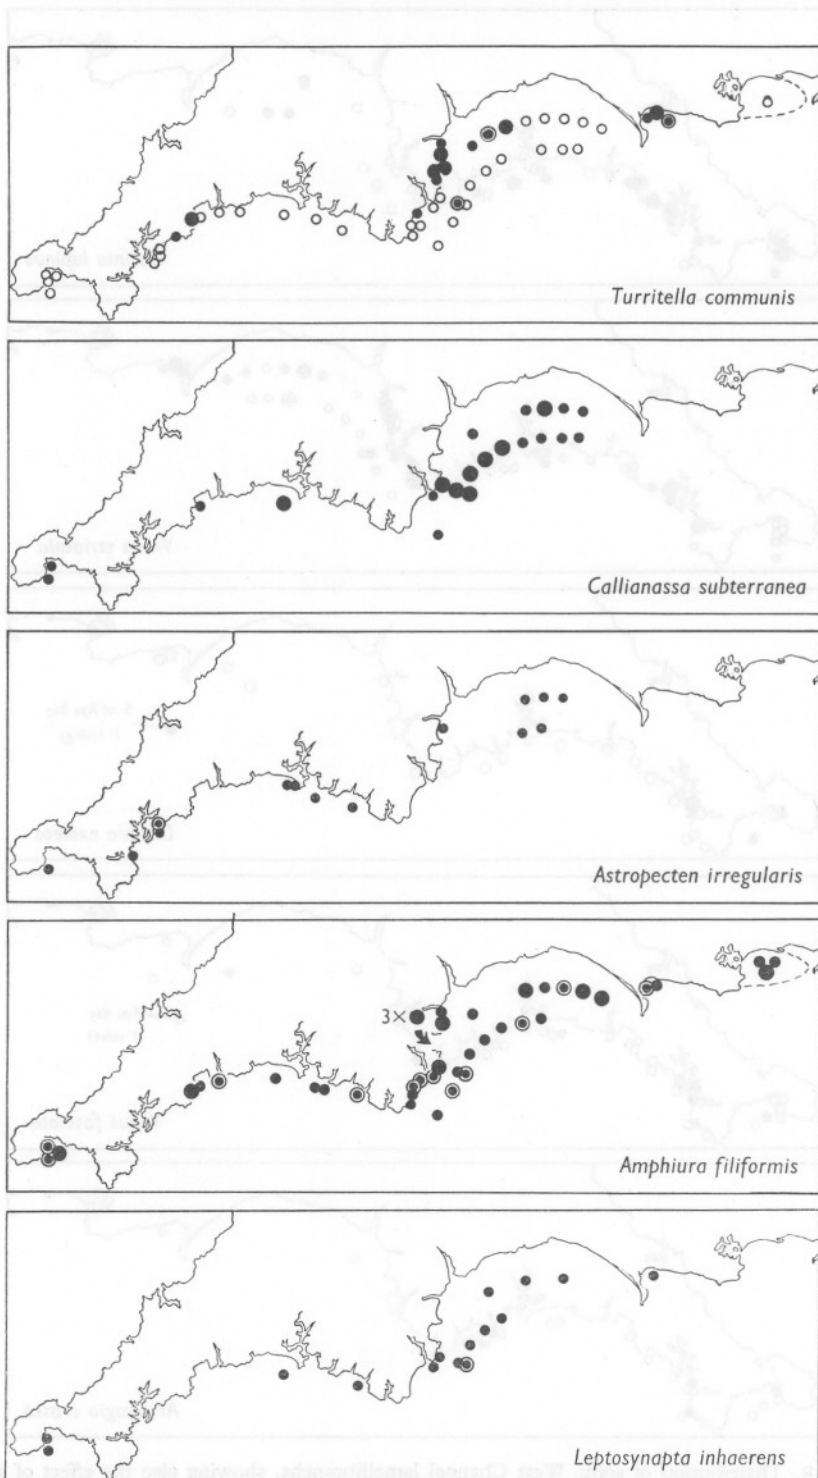 Turritella communis
Callianassa subterranea
Astropecten irregularis
3×
Amphiura filiformis
Leptosynapta inhaerens